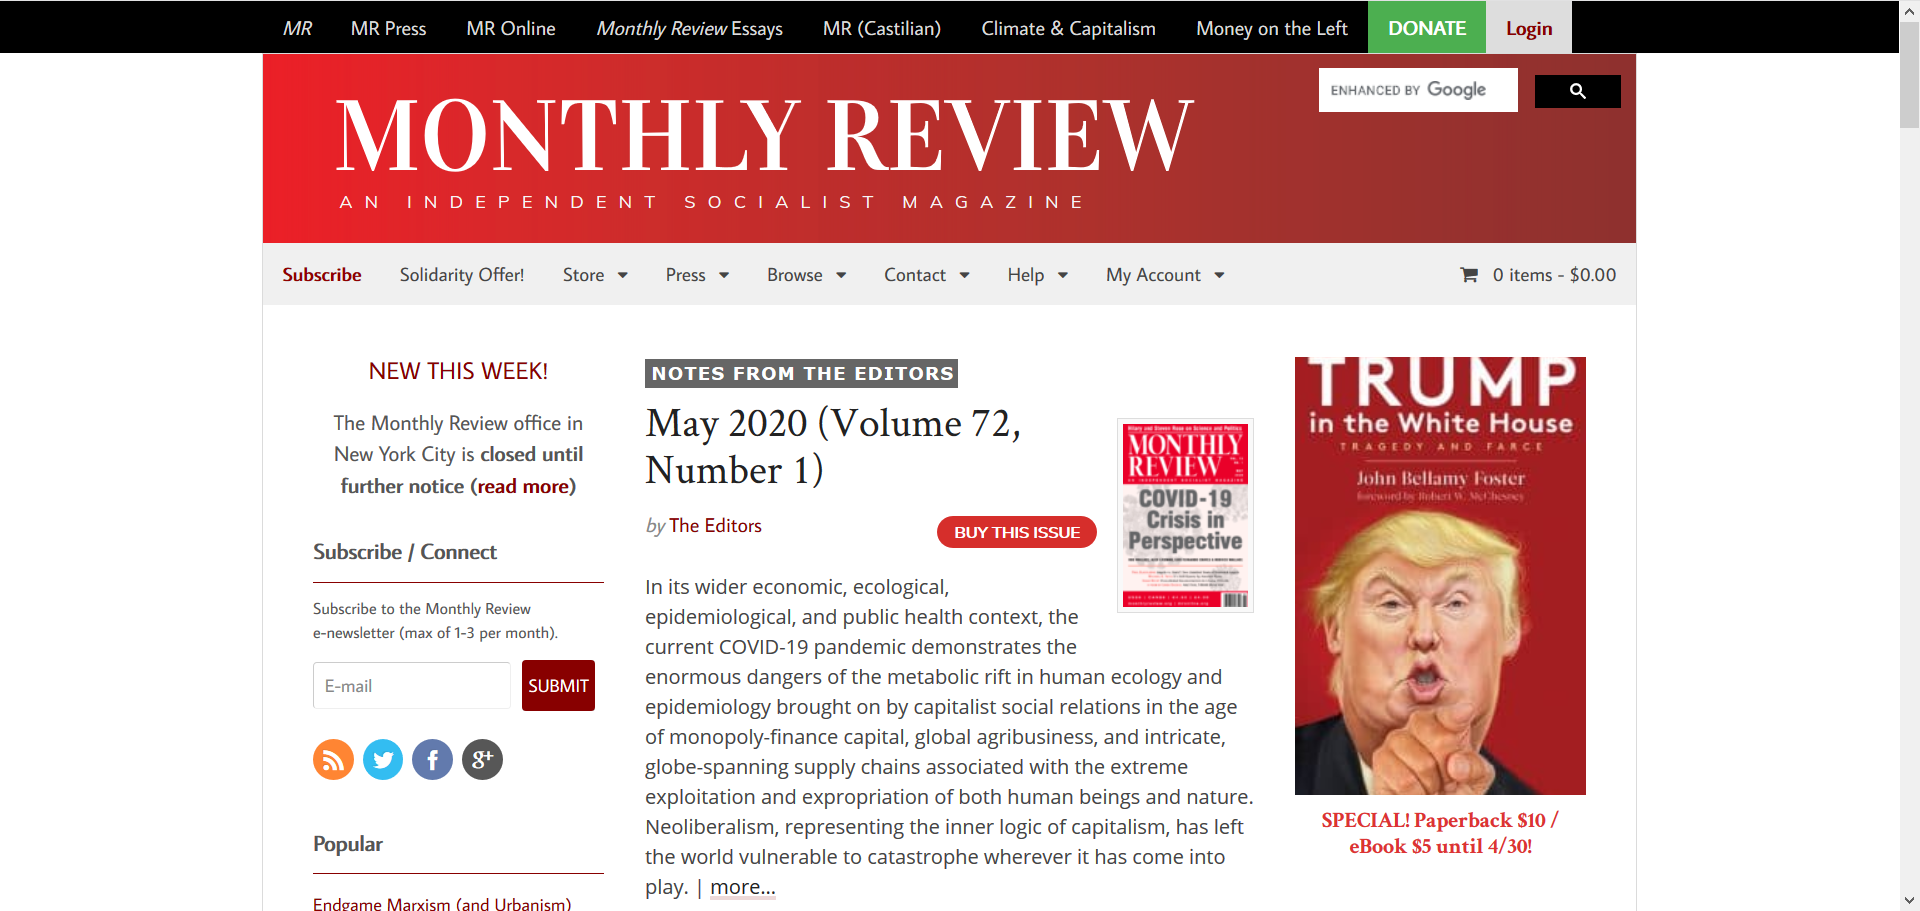 MR MR Press MR Online Monthly Review Essays MR (Castilian) Climate & Capitalism Money on the Left DONATE Login
ENHANCED BY Google
MONTHLY REVIEW
AN INDEPENDENT SOCIALIST MAGAZINE
Subscribe Solidarity Offer! Store Press Browse Contact Help My Account 0 items - $0.00
NEW THIS WEEK!
The Monthly Review office in
New York City is closed until
further notice (read more)
Subscribe / Connect
Subscribe to the Monthly Review
e-newsletter (max of 1-3 per month).
E-mail SUBMIT
f
g+
Popular
Endgame Marxism (and Urbanism)
NOTES FROM THE EDITORS
May 2020 (Volume 72,
Number 1)
by The Editors
BUY THIS ISSUE
MONTHLY
REVIEW
AN INDEPENDENT SOCIALIST MAGAZINE
COVID-19
Crisis in
Perspective
In its wider economic, ecological,
epidemiological, and public health context, the
current COVID-19 pandemic demonstrates the
enormous dangers of the metabolic rift in human ecology and
epidemiology brought on by capitalist social relations in the age
of monopoly-finance capital, global agribusiness, and intricate,
globe-spanning supply chains associated with the extreme
exploitation and expropriation of both human beings and nature.
Neoliberalism, representing the inner logic of capitalism, has left
the world vulnerable to catastrophe wherever it has come into
play. | more...
TRUMP
in the White House
TRAGEDY AND FARCE
John Bellamy Foster
foreword by Robert W. McChesney
SPECIAL! Paperback $10 /
eBook $5 until 4/30!